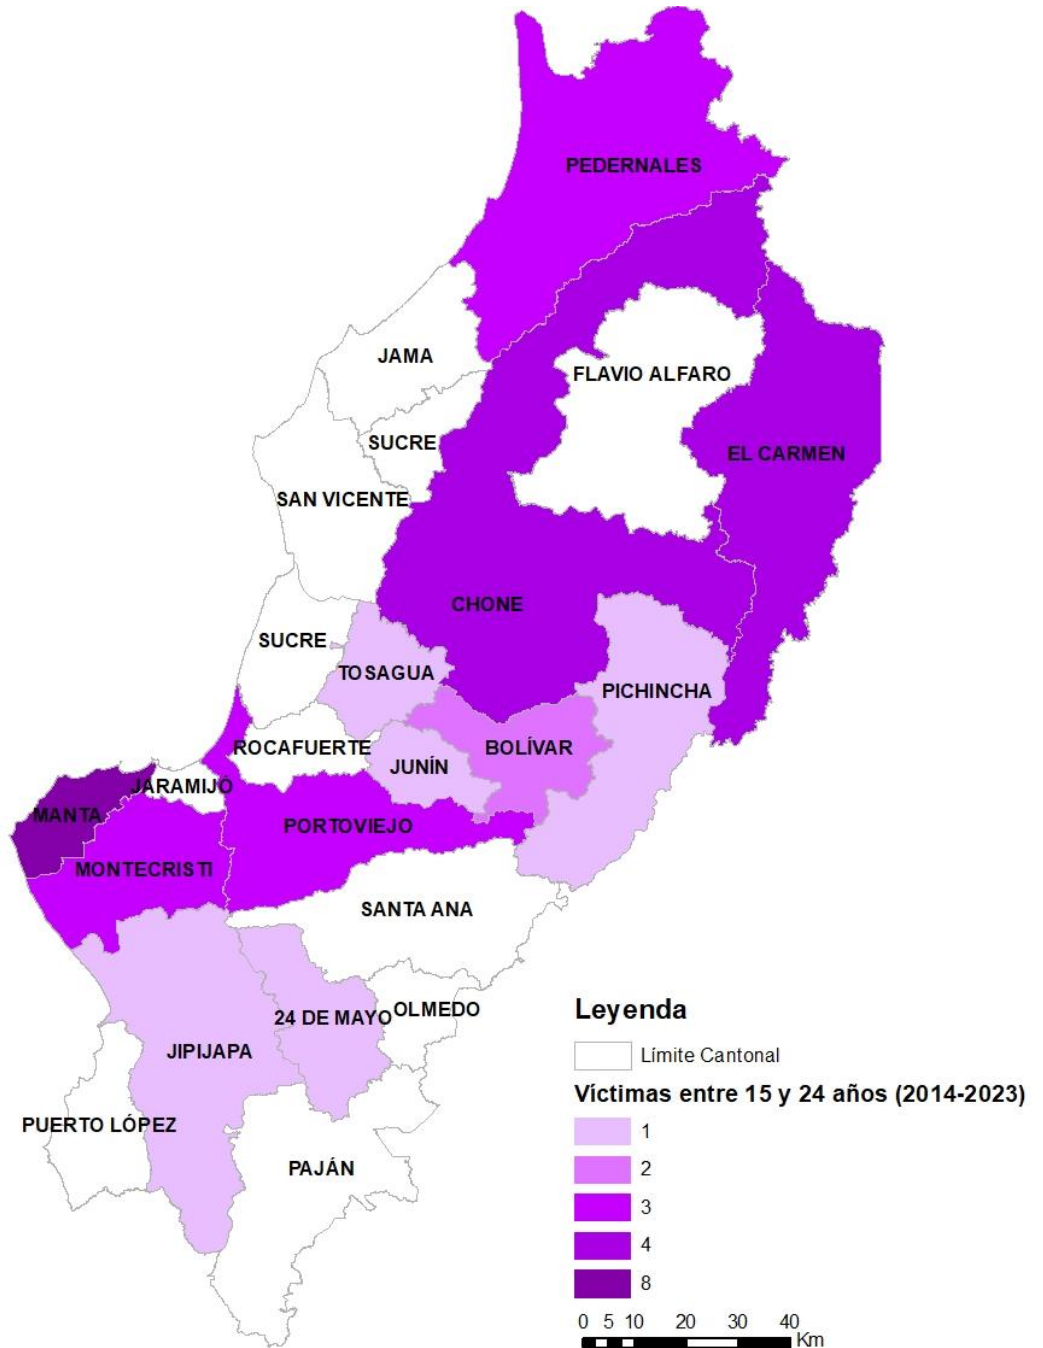 PEDERNALES
JAMA
FLAVIO ALFARO
SUCRE
EL CARMEN
SAN VICENTE
CHONE
SUCRE
TOSAGUA
PICHINCHA
ROCAFUERTE
BOLÍVAR
JUNÍN
JARAMIJÓ
MANTA
PORTOVIEJO
MONTECRISTI
SANTA ANA
24 DE MAYO
OLMEDO
JIPIJAPA
PUERTO LÓPEZ
PAJÁN
Leyenda
Límite Cantonal
Víctimas entre 15 y 24 años (2014-2023)
1
2
3
4
8
0 5 10 20 30 40
Km